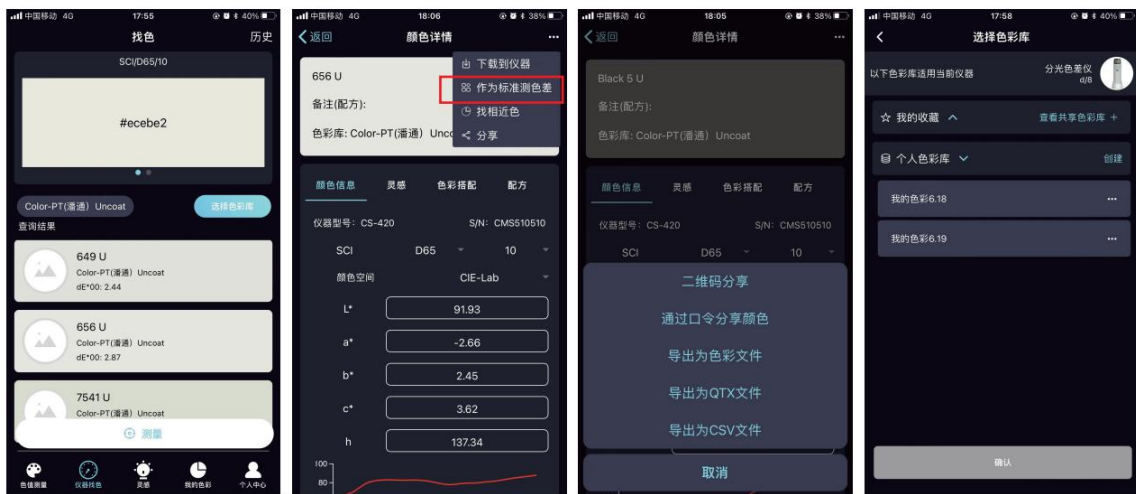 中国移动 4G 17:55 40%
找色 历史
SCI/D65/10
#ecebe2
Color-PT(潘通) Uncoat 选择色彩库
查询结果
649 U
Color-PT(潘通) Uncoat
dE*00: 2.44
656 U
Color-PT(潘通) Uncoat
dE*00: 2.87
7541 U
Color-PT(潘通) Uncoat
测量
色值测量 仪器找色 灵感 我的色彩 个人中心
中国移动 4G 18:06 38%
返回 颜色详情 ...
下载到仪器
656 U
作为标准测色差
备注(配方):
找相近色
色彩库: Color-PT(潘通) Unco
分享
颜色信息 灵感 色彩搭配 配方
仪器型号: CS-420 S/N: CMS510510
SCI D65 10
颜色空间 CIE-Lab
L* 91.93
a* -2.66
b* 2.45
c* 3.62
h 137.34
100
80
中国移动 4G 18:05 38%
返回 颜色详情 ...
Black 5 U
备注(配方):
色彩库: Color-PT(潘通) Uncoat
颜色信息 灵感 色彩搭配 配方
仪器型号: CS-420 S/N: CMS510510
SCI D65 10
二维码分享
通过口令分享颜色
导出为色彩文件
导出为QTX文件
导出为CSV文件
取消
中国移动 4G 17:58 40%
选择色彩库
以下色彩库适用当前仪器 分光色差仪
d/8
我的收藏 查看共享色彩库 +
个人色彩库 创建
我的色彩6.18 ...
我的色彩6.19 ...
确认